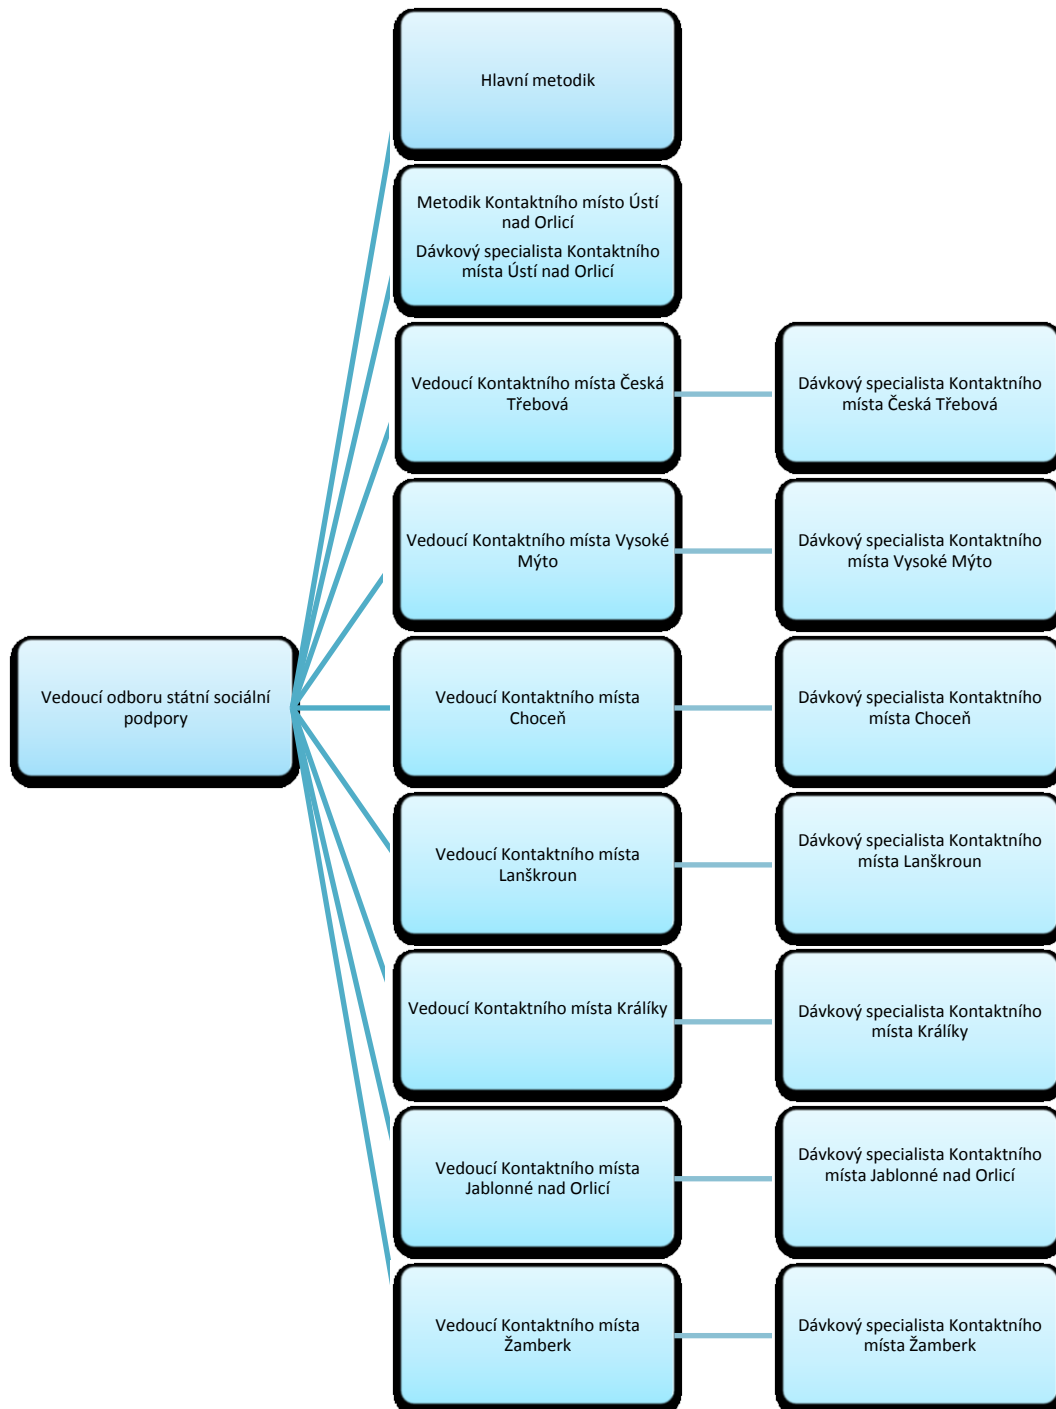 Hlavní metodik
Metodik Kontaktního místo Ústí
nad Orlicí
Dávkový specialista Kontaktního
místa Ústí nad Orlicí
Vedoucí Kontaktního místa Česká
Třebová
Dávkový specialista Kontaktního
místa Česká Třebová
Vedoucí Kontaktního místa Vysoké
Mýto
Dávkový specialista Kontaktního
místa Vysoké Mýto
Vedoucí odboru státní sociální
podpory
Vedoucí Kontaktního místa
Choceň
Dávkový specialista Kontaktního
místa Choceň
Vedoucí Kontaktního místa
Lanškroun
Dávkový specialista Kontaktního
místa Lanškroun
Vedoucí Kontaktního místa Králíky
Dávkový specialista Kontaktního
místa Králíky
Vedoucí Kontaktního místa
Jablonné nad Orlicí
Dávkový specialista Kontaktního
místa Jablonné nad Orlicí
Vedoucí Kontaktního místa
Žamberk
Dávkový specialista Kontaktního
místa Žamberk